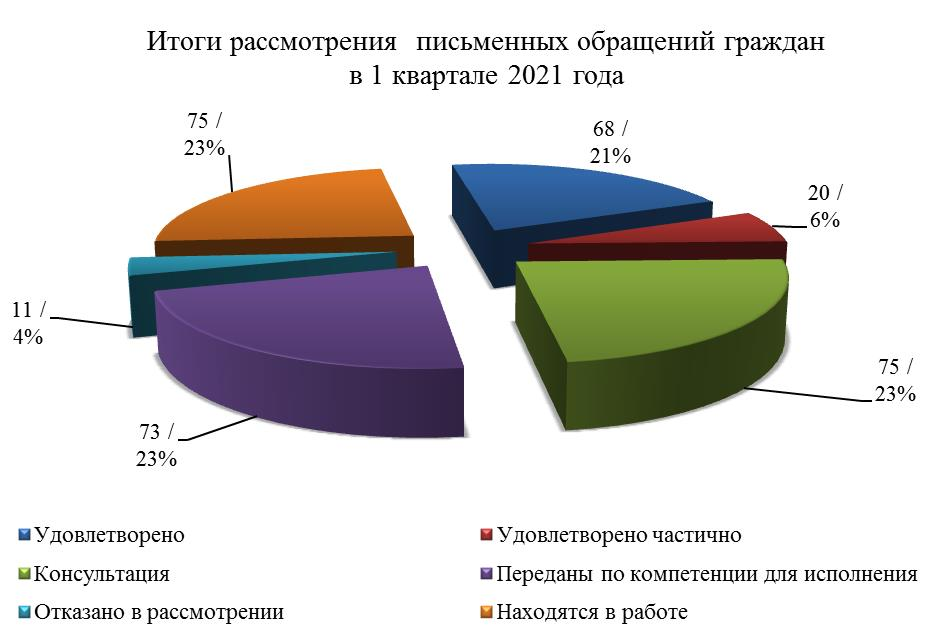 Итоги рассмотрения письменных обращений граждан
в 1 квартале 2021 года
75 /
23%
68 /
21%
20 /
6%
11 /
4%
75 /
23%
73 /
23%
Удовлетворено
Удовлетворено частично
Консультация
Переданы по компетенции для исполнения
Отказано в рассмотрении
Находятся в работе